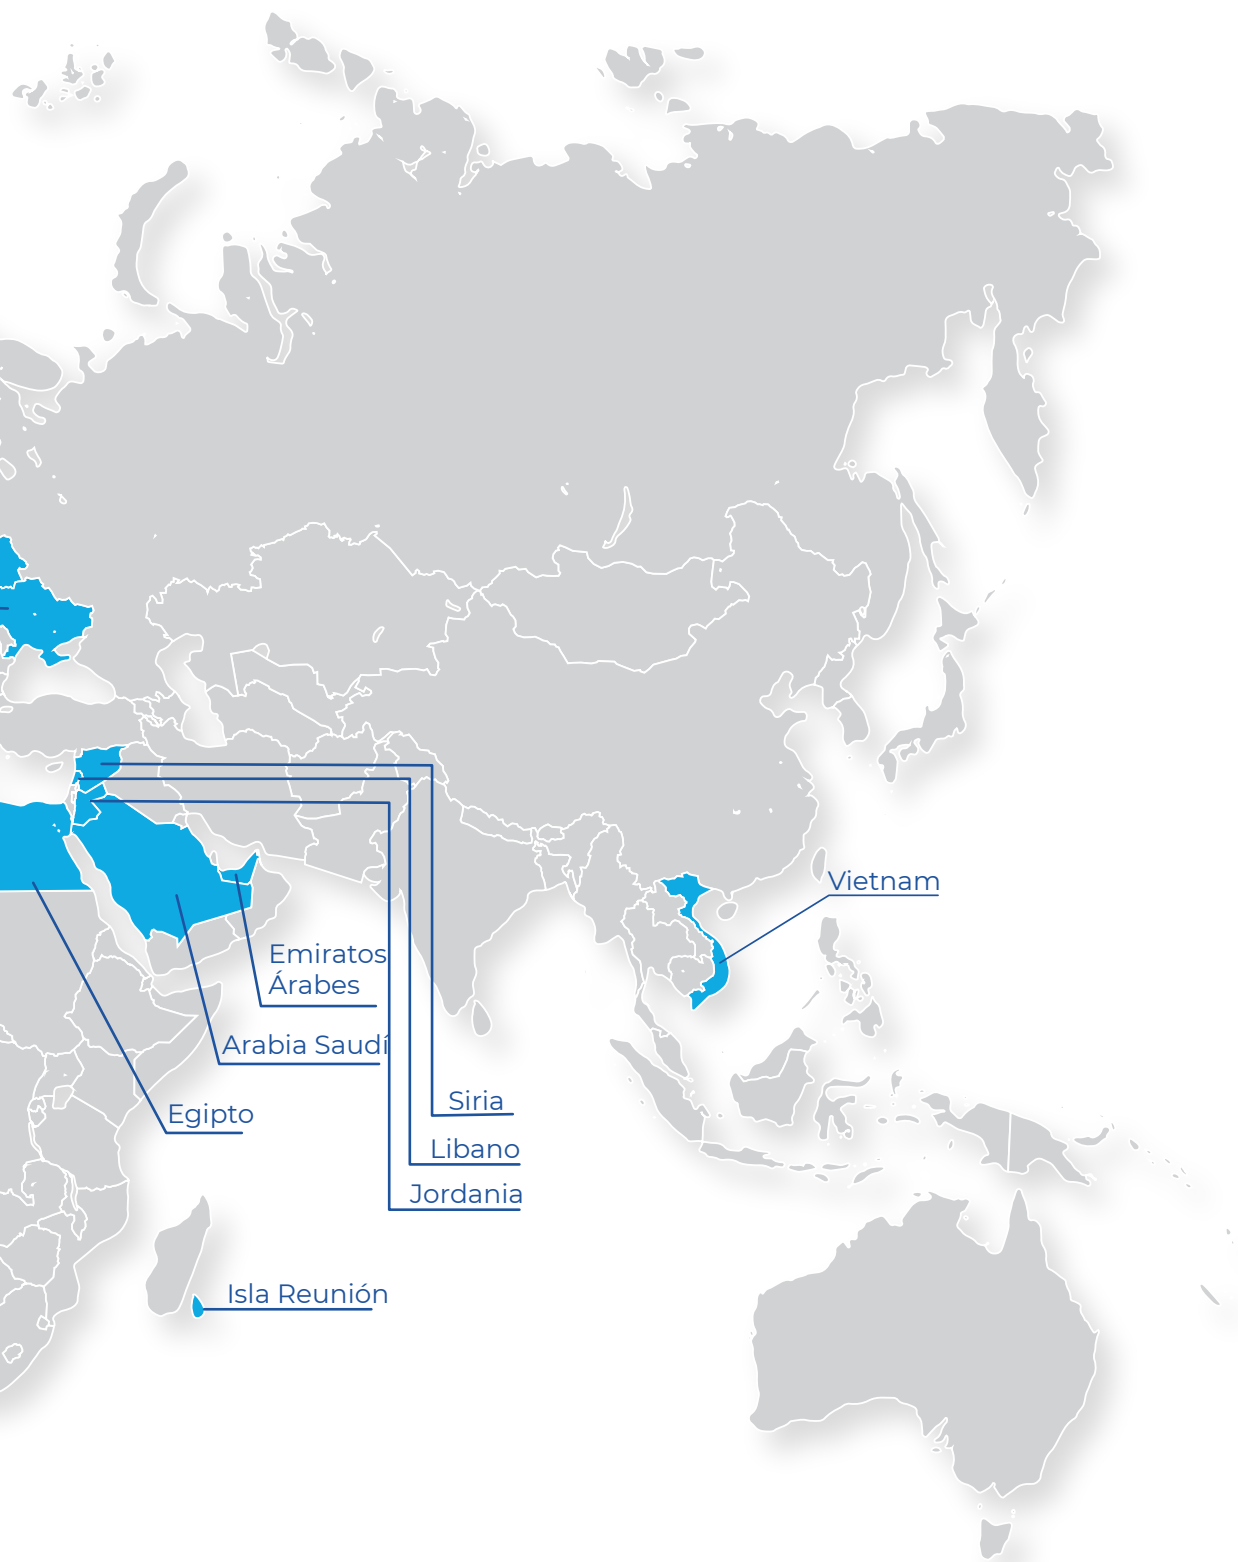 Vietnam
Emiratos
Árabes
Arabia Saudí
Siria
Egipto
Libano
Jordania
Isla Reunión